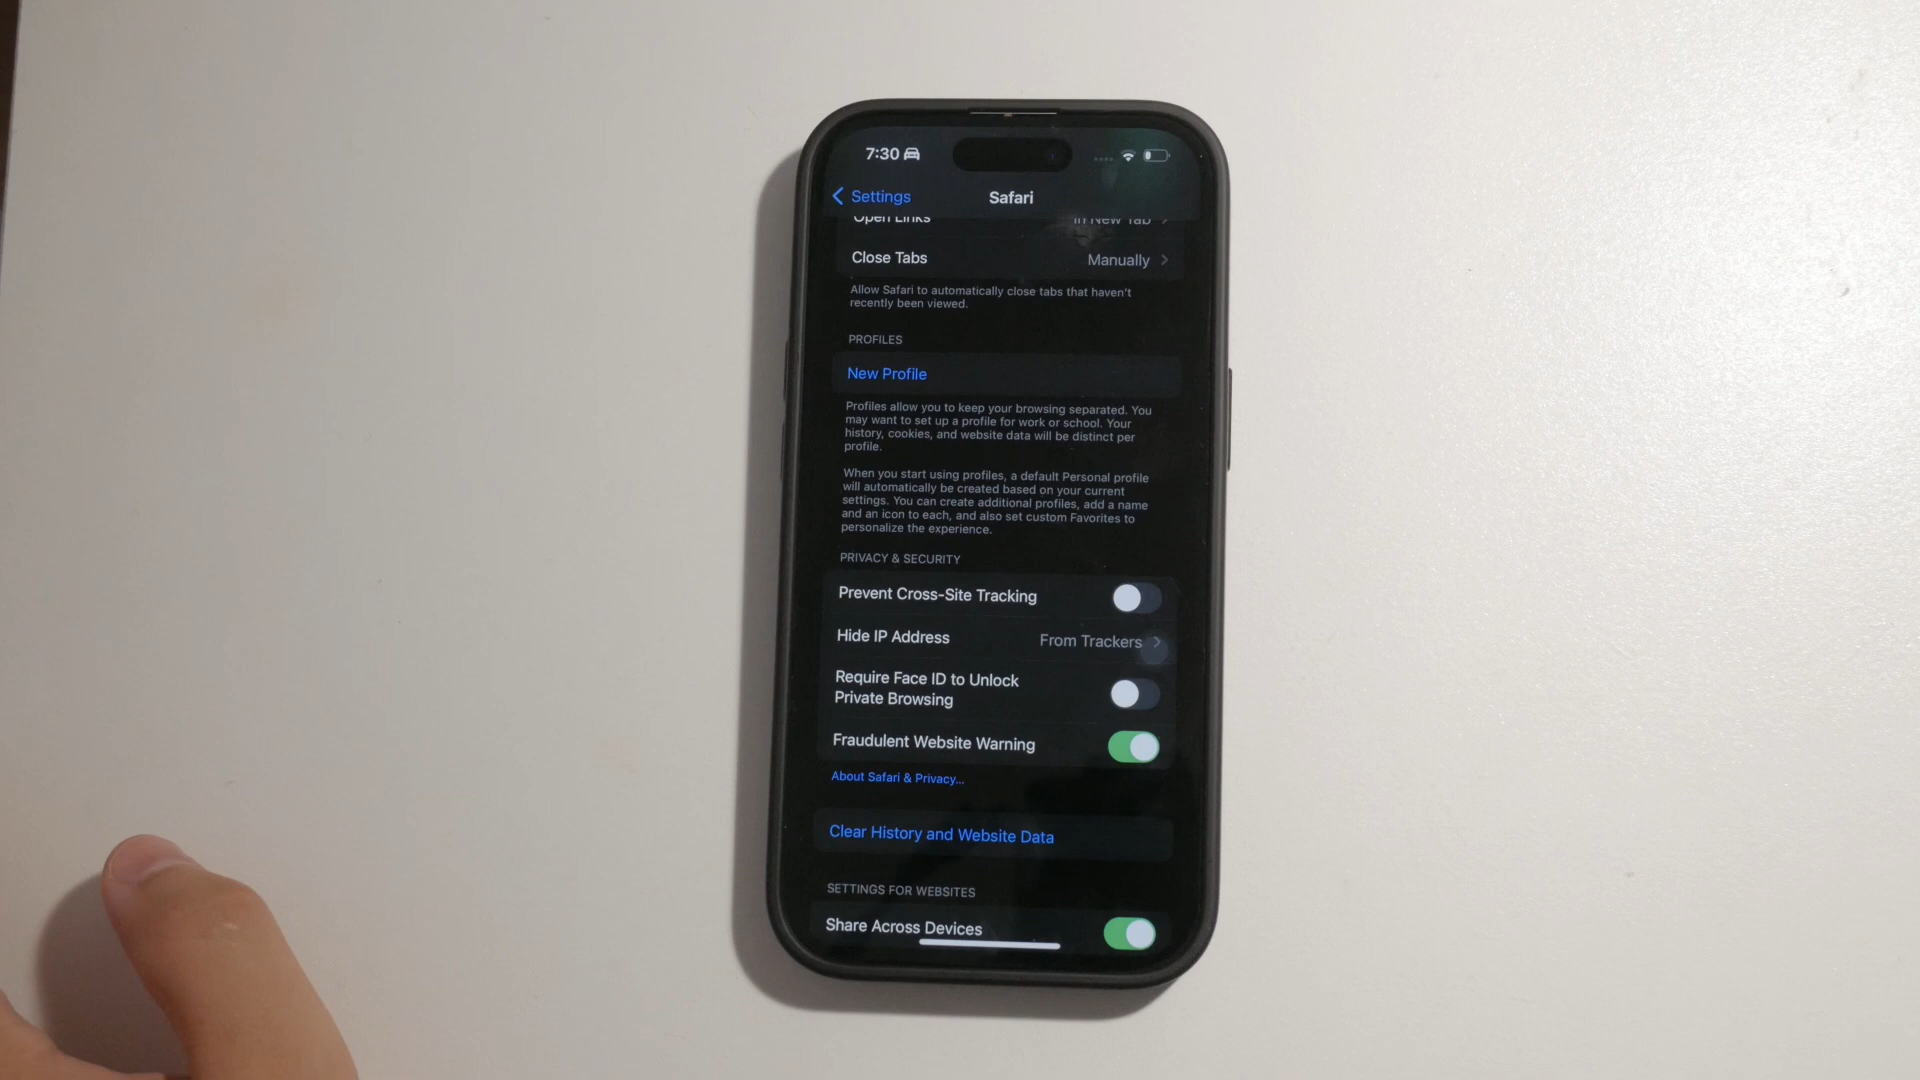 7:30
Settings
Safari
Open Links In New Tab
Close Tabs Manually
Allow Safari to automatically close tabs that haven't
recently been viewed.
PROFILES
New Profile
Profiles allow you to keep your browsing separated. You
may want to set up a profile for work or school. Your
history, cookies, and website data will be distinct per
profile.
When you start using profiles, a default Personal profile
will automatically be created based on your current
settings. You can create additional profiles, add a name
and an icon to each, and also set custom Favorites to
personalize the experience.
PRIVACY & SECURITY
Prevent Cross-Site Tracking
Hide IP Address From Trackers
Require Face ID to Unlock
Private Browsing
Fraudulent Website Warning
About Safari & Privacy...
Clear History and Website Data
SETTINGS FOR WEBSITES
Share Across Devices